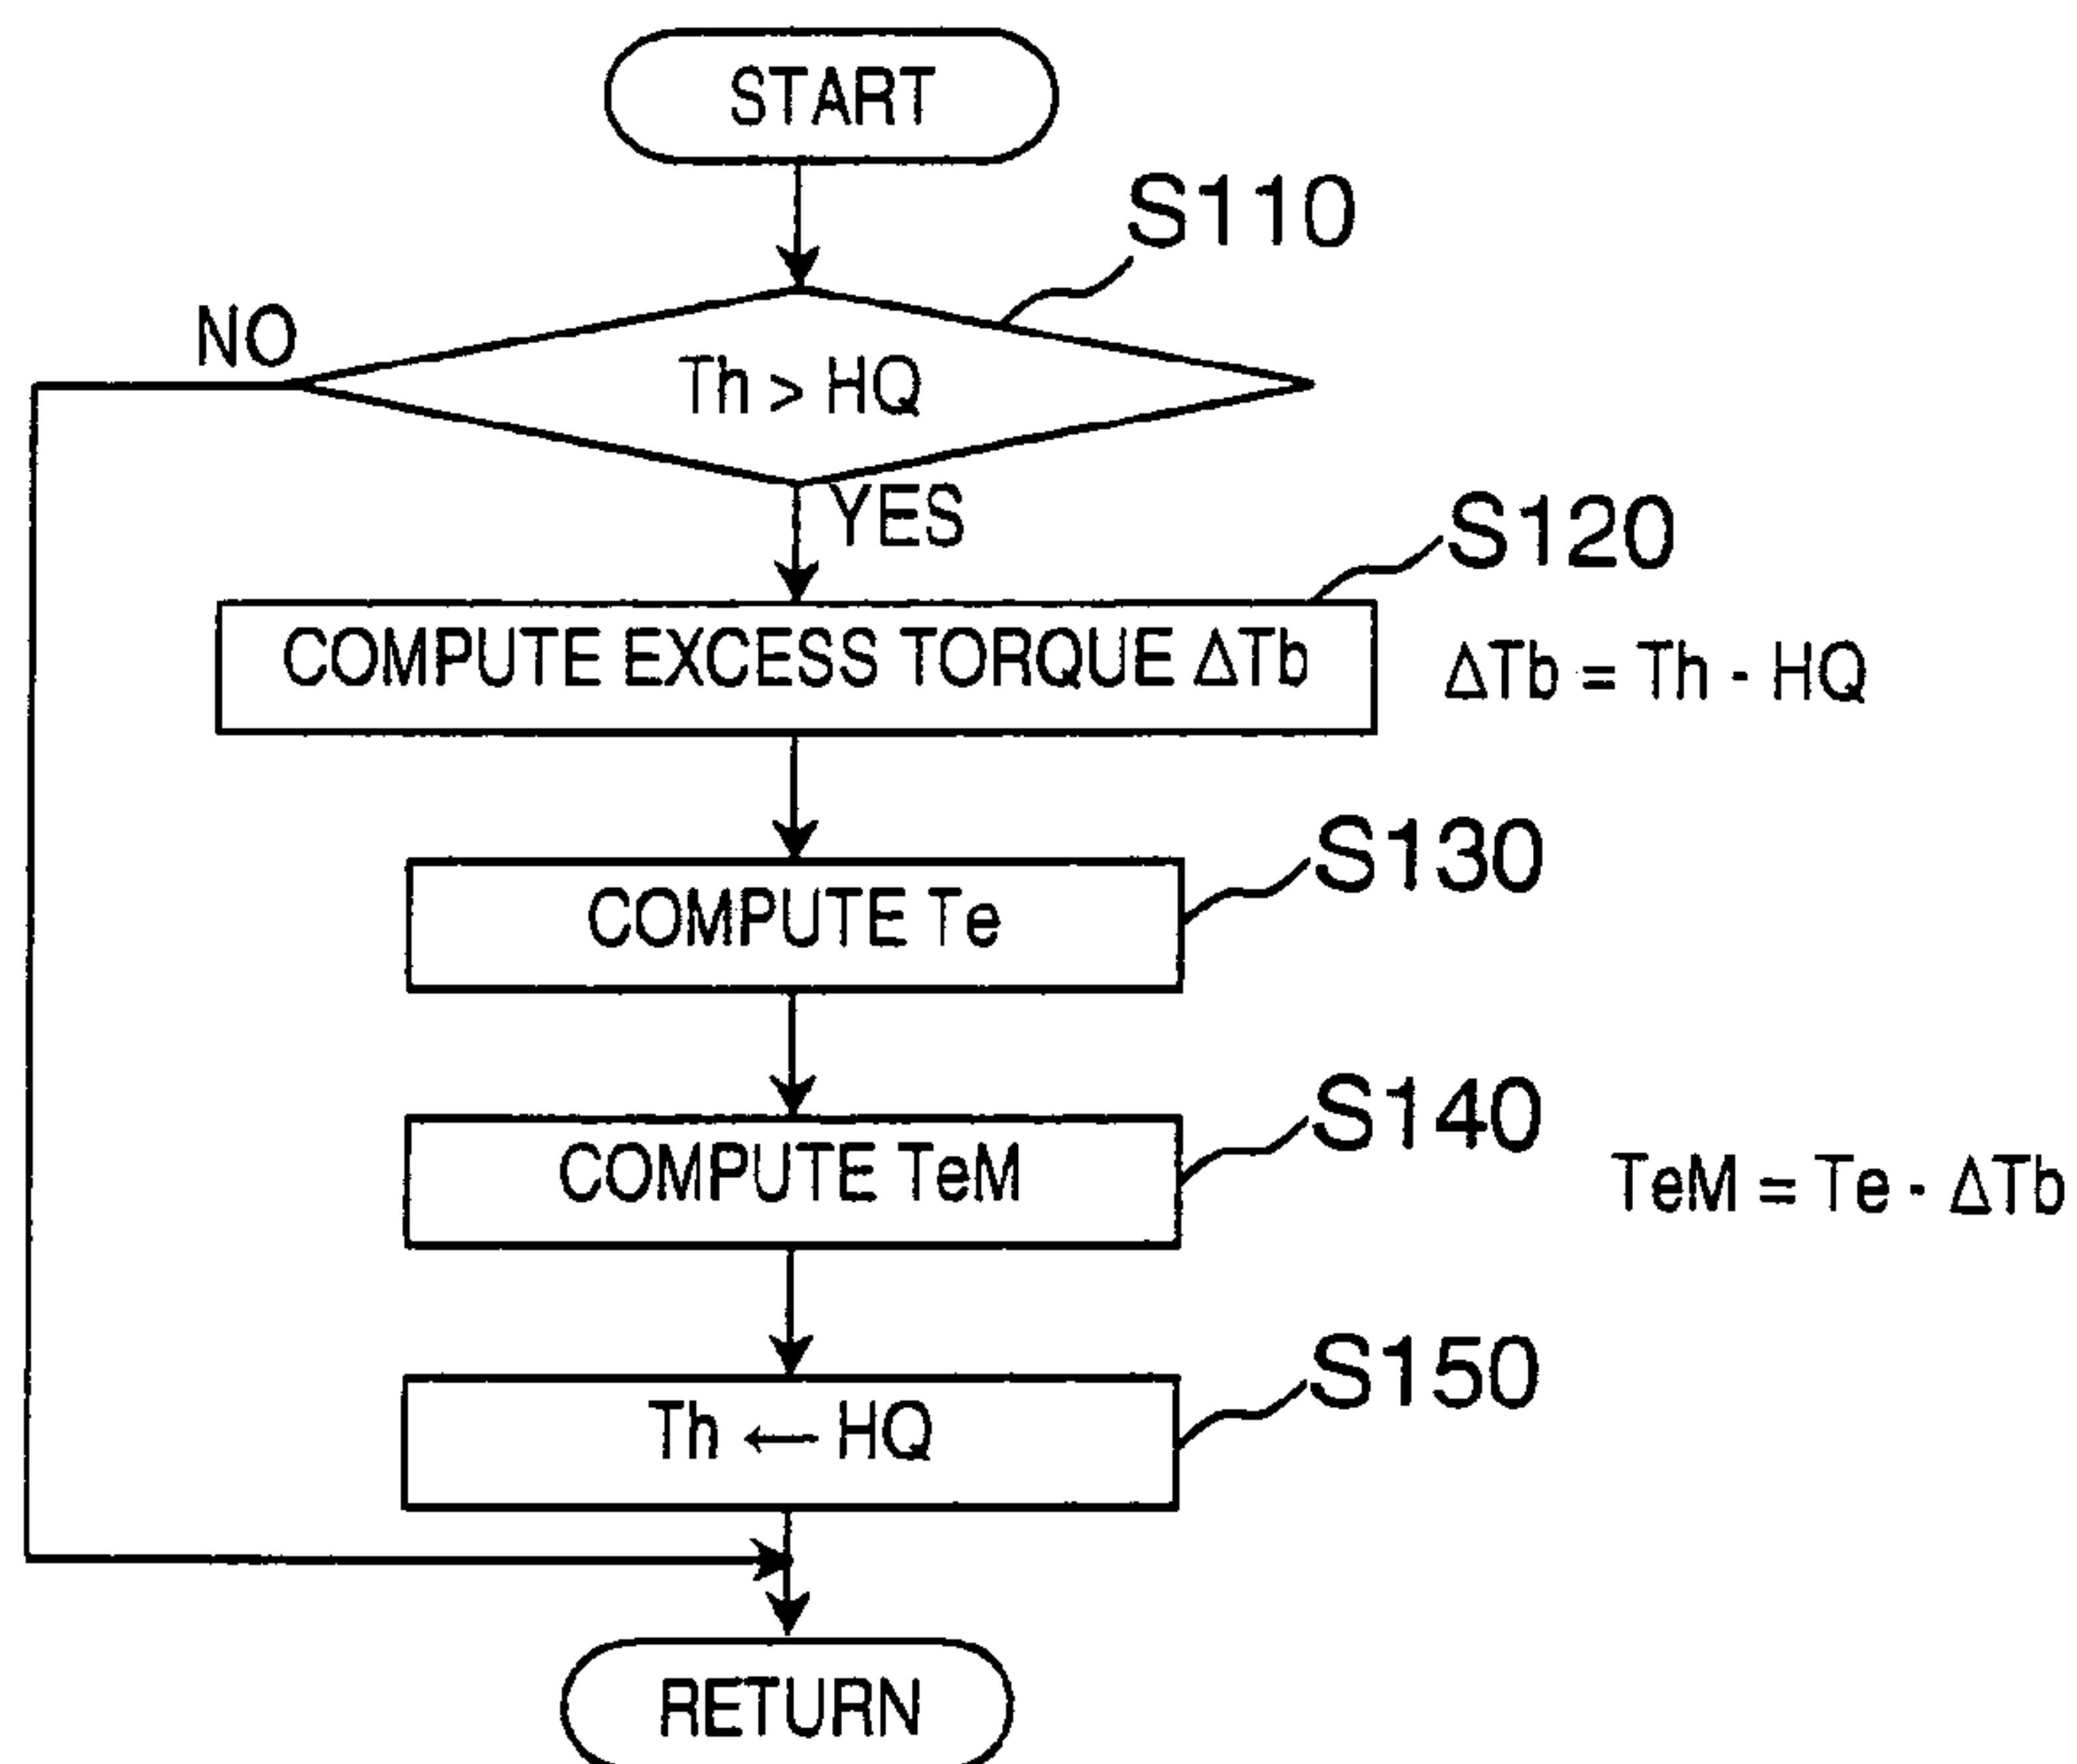 START
S110
NO
Th > HQ
YES
S120
COMPUTE EXCESS TORQUE ΔTb
ΔTb = Th - HQ
S130
COMPUTE Te
S140
COMPUTE TeM
TeM = Te - ΔTb
S150
Th ← HQ
RETURN